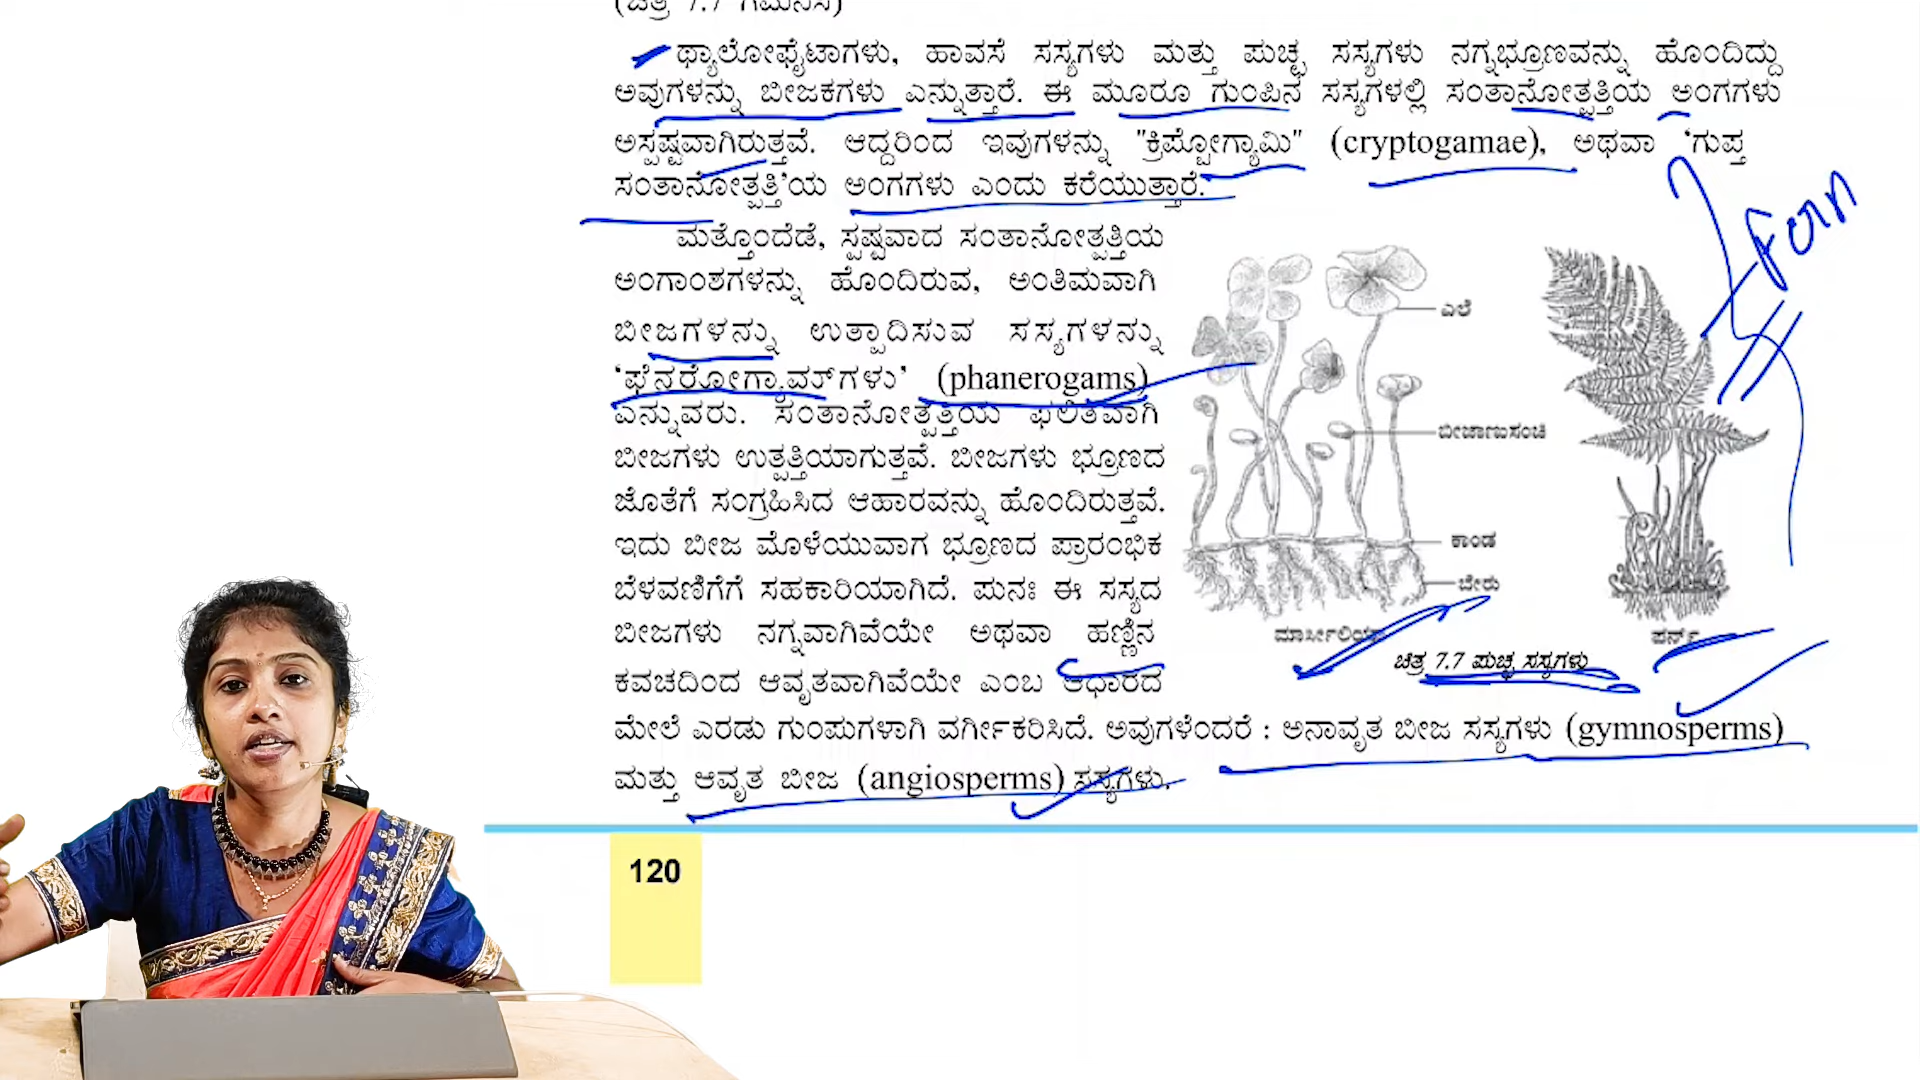 (ಚಿತ್ರ 7.7 ಗಮನಿಸಿ)
ಥ್ಯಾಲೋಫೈಟಾಗಳು, ಹಾವಸೆ ಸಸ್ಯಗಳು ಮತ್ತು ಪುಚ್ಛ ಸಸ್ಯಗಳು ನಗ್ನಭ್ರೂಣವನ್ನು ಹೊಂದಿದ್ದು
ಅವುಗಳನ್ನು ಬೀಜಕಗಳು ಎನ್ನುತ್ತಾರೆ. ಈ ಮೂರೂ ಗುಂಪಿನ ಸಸ್ಯಗಳಲ್ಲಿ ಸಂತಾನೋತ್ಪತ್ತಿಯ ಅಂಗಗಳು
ಅಸ್ಪಷ್ಟವಾಗಿರುತ್ತವೆ. ಆದ್ದರಿಂದ ಇವುಗಳನ್ನು "ಕ್ರಿಪ್ಟೋಗ್ಯಾಮಿ" (cryptogamae), ಅಥವಾ 'ಗುಪ್ತ
ಸಂತಾನೋತ್ಪತ್ತಿ'ಯ ಅಂಗಗಳು ಎಂದು ಕರೆಯುತ್ತಾರೆ.
ಮತ್ತೊಂದೆಡೆ, ಸ್ಪಷ್ಟವಾದ ಸಂತಾನೋತ್ಪತ್ತಿಯ
ಅಂಗಾಂಶಗಳನ್ನು ಹೊಂದಿರುವ, ಅಂತಿಮವಾಗಿ
ಬೀಜಗಳನ್ನು ಉತ್ಪಾದಿಸುವ ಸಸ್ಯಗಳನ್ನು
'ಫೆನರೋಗ್ಯಾಮ್‌ಗಳು' (phanerogams)
ಎನ್ನುವರು. ಸಂತಾನೋತ್ಪತ್ತಿಯ ಫಲಿತವಾಗಿ
ಬೀಜಗಳು ಉತ್ಪತ್ತಿಯಾಗುತ್ತವೆ. ಬೀಜಗಳು ಭ್ರೂಣದ
ಜೊತೆಗೆ ಸಂಗ್ರಹಿಸಿದ ಆಹಾರವನ್ನು ಹೊಂದಿರುತ್ತವೆ.
ಇದು ಬೀಜ ಮೊಳೆಯುವಾಗ ಭ್ರೂಣದ ಪ್ರಾರಂಭಿಕ
ಬೆಳವಣಿಗೆಗೆ ಸಹಕಾರಿಯಾಗಿದೆ. ಪುನಃ ಈ ಸಸ್ಯದ
ಬೀಜಗಳು ನಗ್ನವಾಗಿವೆಯೇ ಅಥವಾ ಹಣ್ಣಿನ
ಕವಚದಿಂದ ಆವೃತವಾಗಿವೆಯೇ ಎಂಬ ಆಧಾರದ
ಮೇಲೆ ಎರಡು ಗುಂಪುಗಳಾಗಿ ವರ್ಗೀಕರಿಸಿದೆ. ಅವುಗಳೆಂದರೆ : ಅನಾವೃತ ಬೀಜ ಸಸ್ಯಗಳು (gymnosperms)
ಮತ್ತು ಆವೃತ ಬೀಜ (angiosperms) ಸಸ್ಯಗಳು.
Fern
ಎಲೆ
ಬೀಜಾಣುಸಂಚಿ
ಕಾಂಡ
ಬೇರು
ಮಾರ್ಸೀಲಿಯಾ
ಫರ್ನ್
ಚಿತ್ರ 7.7 ಪುಚ್ಛ ಸಸ್ಯಗಳು
120